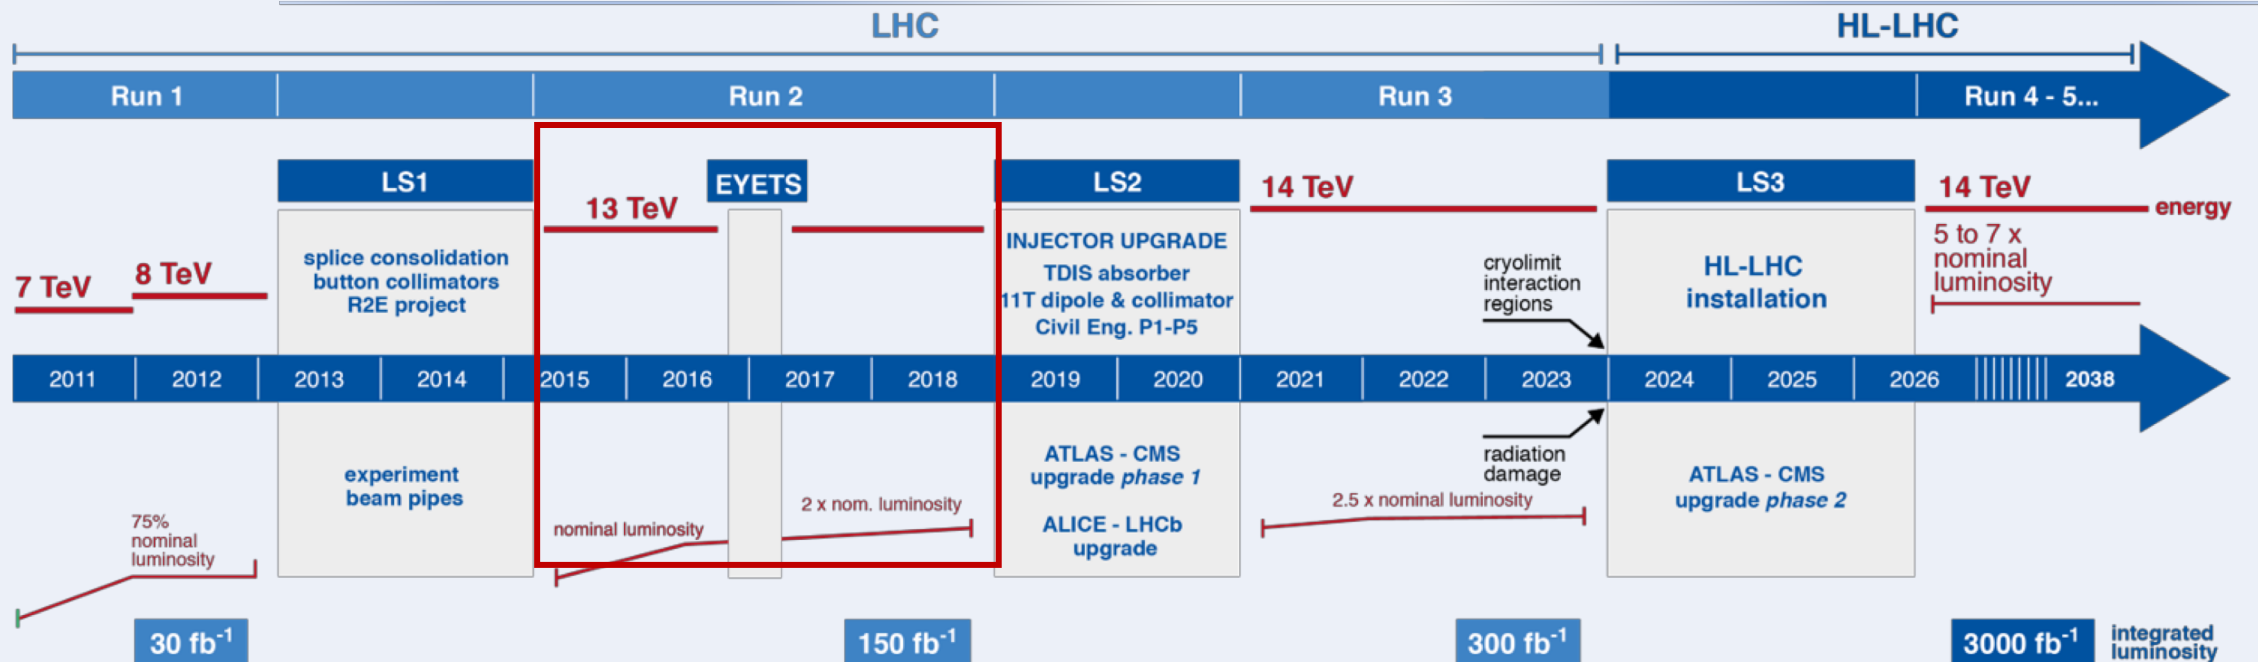 LHC
HL-LHC
Run 1
Run 2
Run 3
Run 4 - 5...
LS1
EYETS
LS2
LS3
13 TeV
14 TeV
14 TeV
energy
7 TeV
8 TeV
splice consolidation
button collimators
R2E project
INJECTOR UPGRADE
TDIS absorber
11T dipole & collimator
Civil Eng. P1-P5
cryolimit
interaction
regions
HL-LHC
installation
5 to 7 x
nominal
luminosity
2011
2012
2013
2014
2015
2016
2017
2018
2019
2020
2021
2022
2023
2024
2025
2026
2038
experiment
beam pipes
75%
nominal
luminosity
nominal luminosity
2 x nom. luminosity
ATLAS - CMS
upgrade phase 1
ALICE - LHCb
upgrade
radiation
damage
2.5 x nominal luminosity
ATLAS - CMS
upgrade phase 2
30 fb-1
150 fb-1
300 fb-1
3000 fb-1
integrated
luminosity